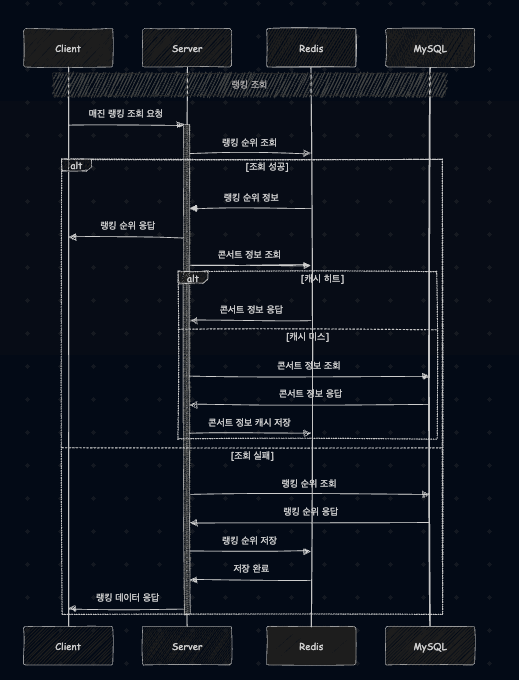 Client Server Redis MySQL
랭킹 조회
매진 랭킹 조회 요청
랭킹 순위 조회
alt [조회 성공]
랭킹 순위 정보
랭킹 순위 응답
콘서트 정보 조회
alt [캐시 히트]
콘서트 정보 응답
[캐시 미스]
콘서트 정보 조회
콘서트 정보 응답
콘서트 정보 캐시 저장
[조회 실패]
랭킹 순위 조회
랭킹 순위 응답
랭킹 순위 저장
저장 완료
랭킹 데이터 응답
Client Server Redis MySQL